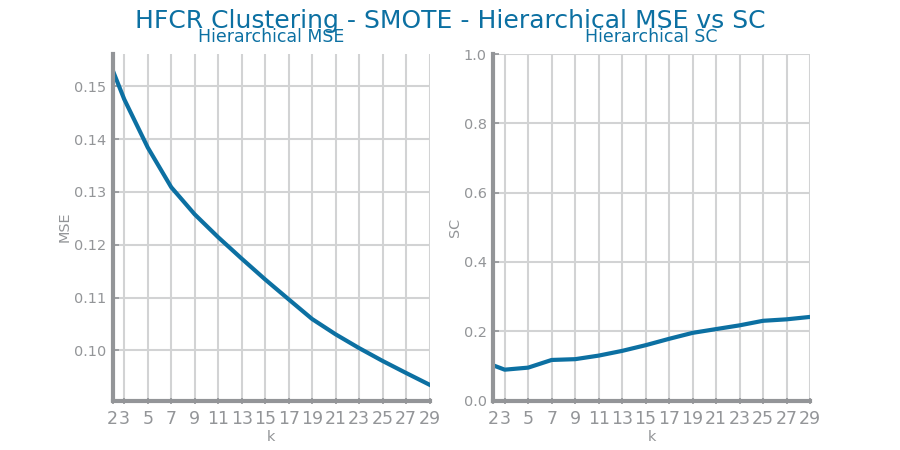 HFCR Clustering - SMOTE - Hierarchical MSE vs SC
Hierarchical MSE
0.15
0.14
0.13
0.12
0.11
0.10
MSE
2 3 5 7 9 11 13 15 17 19 21 23 25 27 29
k
Hierarchical SC
1.0
0.8
0.6
0.4
0.2
0.0
SC
2 3 5 7 9 11 13 15 17 19 21 23 25 27 29
k